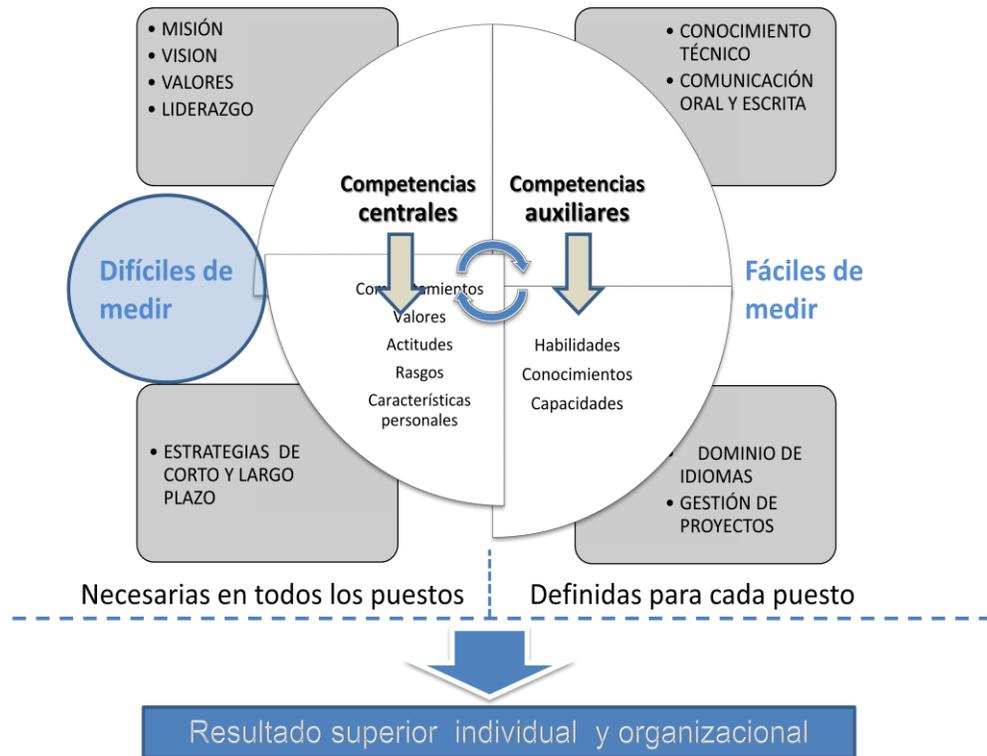 • MISIÓN
• VISION
• VALORES
• LIDERAZGO
• CONOCIMIENTO
TÉCNICO
• COMUNICACIÓN
ORAL Y ESCRITA
Competencias
centrales
Competencias
auxiliares
Difíciles de
medir
Fáciles de
medir
Valores
Actitudes
Rasgos
Características
personales
Habilidades
Conocimientos
Capacidades
• ESTRATEGIAS DE
CORTO Y LARGO
PLAZO
DOMINIO DE
IDIOMAS
• GESTIÓN DE
PROYECTOS
Necesarias en todos los puestos
Definidas para cada puesto
Resultado superior individual y organizacional